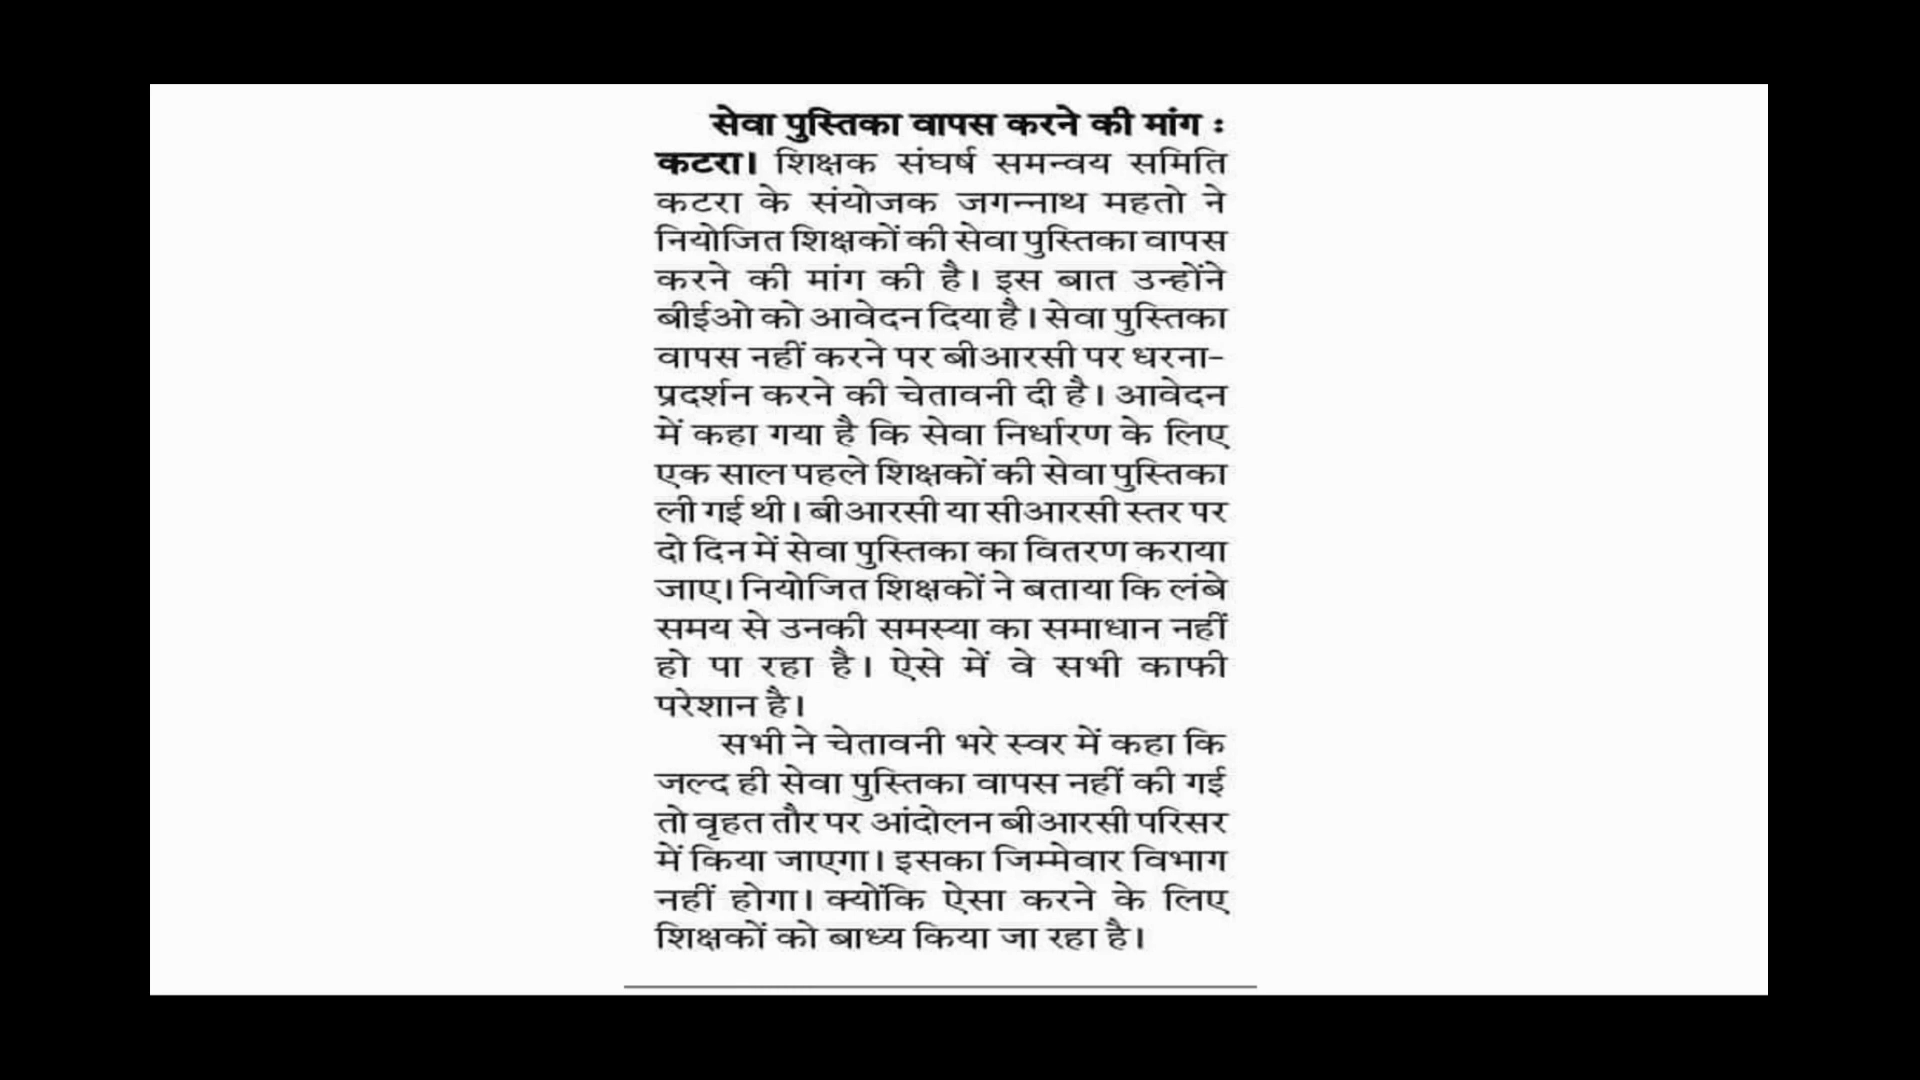 सेवा पुस्तिका वापस करने की मांग :
कटरा। शिक्षक संघर्ष समन्वय समिति
कटरा के संयोजक जगन्नाथ महतो ने
नियोजित शिक्षकों की सेवा पुस्तिका वापस
करने की मांग की है। इस बात उन्होंने
बीईओ को आवेदन दिया है। सेवा पुस्तिका
वापस नहीं करने पर बीआरसी पर धरना-
प्रदर्शन करने की चेतावनी दी है। आवेदन
में कहा गया है कि सेवा निर्धारण के लिए
एक साल पहले शिक्षकों की सेवा पुस्तिका
ली गई थी। बीआरसी या सीआरसी स्तर पर
दो दिन में सेवा पुस्तिका का वितरण कराया
जाए। नियोजित शिक्षकों ने बताया कि लंबे
समय से उनकी समस्या का समाधान नहीं
हो पा रहा है। ऐसे में वे सभी काफी
परेशान है।
सभी ने चेतावनी भरे स्वर में कहा कि
जल्द ही सेवा पुस्तिका वापस नहीं की गई
तो वृहत तौर पर आंदोलन बीआरसी परिसर
में किया जाएगा। इसका जिम्मेवार विभाग
नहीं होगा। क्योंकि ऐसा करने के लिए
शिक्षकों को बाध्य किया जा रहा है।